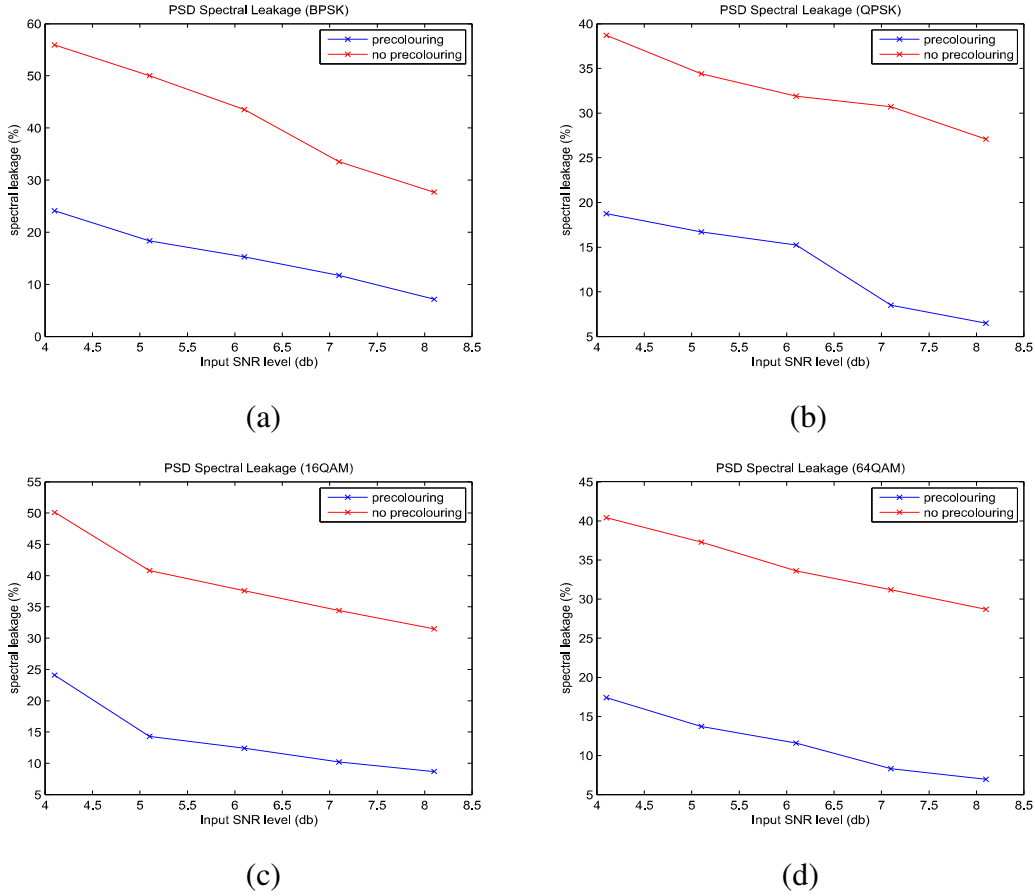 PSD Spectral Leakage (BPSK)
60
50
40
30
20
10
0
spectral leakage (%)
precolouring
no precolouring
4 4.5 5 5.5 6 6.5 7 7.5 8 8.5
Input SNR level (db)
(a)
PSD Spectral Leakage (QPSK)
40
35
30
25
20
15
10
5
spectral leakage (%)
precolouring
no precolouring
4 4.5 5 5.5 6 6.5 7 7.5 8 8.5
Input SNR level (db)
(b)
PSD Spectral Leakage (16QAM)
55
50
45
40
35
30
25
20
15
10
5
spectral leakage (%)
precolouring
no precolouring
4 4.5 5 5.5 6 6.5 7 7.5 8 8.5
Input SNR level (db)
(c)
PSD Spectral Leakage (64QAM)
45
40
35
30
25
20
15
10
5
spectral leakage (%)
precolouring
no precolouring
4 4.5 5 5.5 6 6.5 7 7.5 8 8.5
Input SNR level (db)
(d)